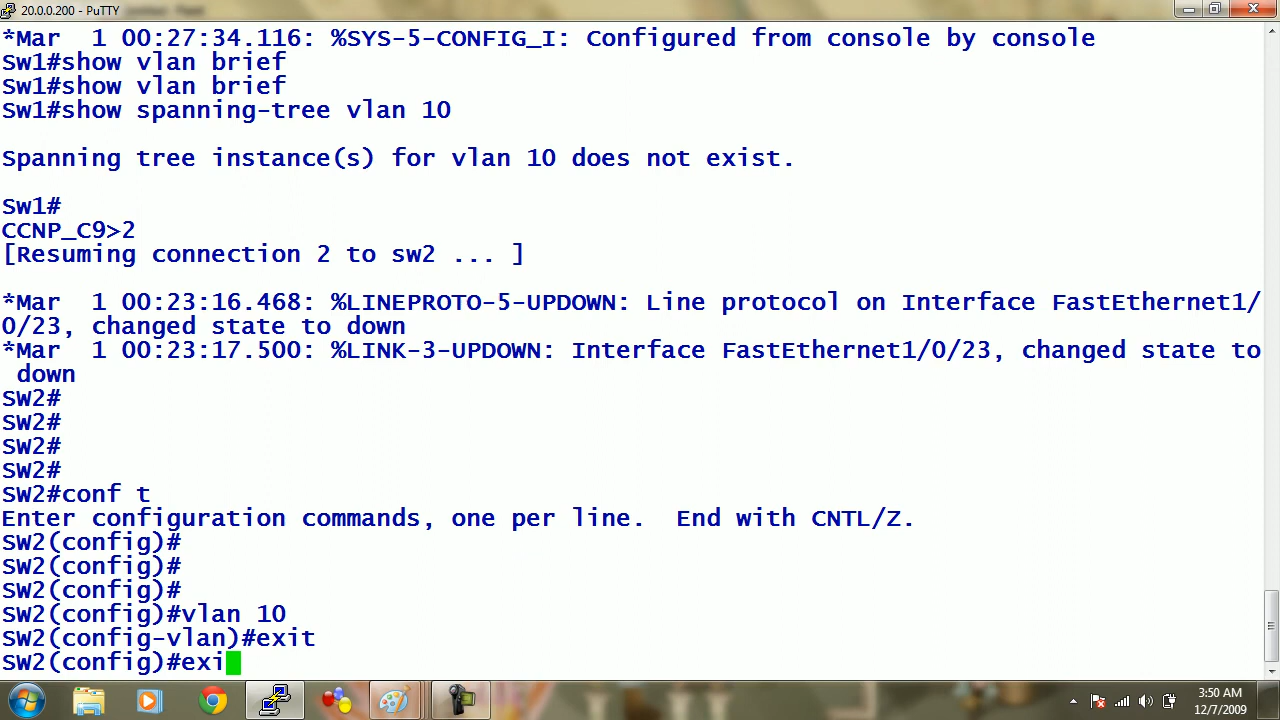 20.0.0.200 - PuTTY
*Mar  1 00:27:34.116: %SYS-5-CONFIG_I: Configured from console by console
Sw1#show vlan brief
Sw1#show vlan brief
Sw1#show spanning-tree vlan 10
Spanning tree instance(s) for vlan 10 does not exist.
Sw1#
CCNP_C9>2
[Resuming connection 2 to sw2 ... ]
*Mar  1 00:23:16.468: %LINEPROTO-5-UPDOWN: Line protocol on Interface FastEthernet1/
0/23, changed state to down
*Mar  1 00:23:17.500: %LINK-3-UPDOWN: Interface FastEthernet1/0/23, changed state to
down
SW2#
SW2#
SW2#
SW2#
SW2#conf t
Enter configuration commands, one per line.  End with CNTL/Z.
SW2(config)#
SW2(config)#
SW2(config)#
SW2(config)#vlan 10
SW2(config-vlan)#exit
SW2(config)#exi
3:50 AM
12/7/2009